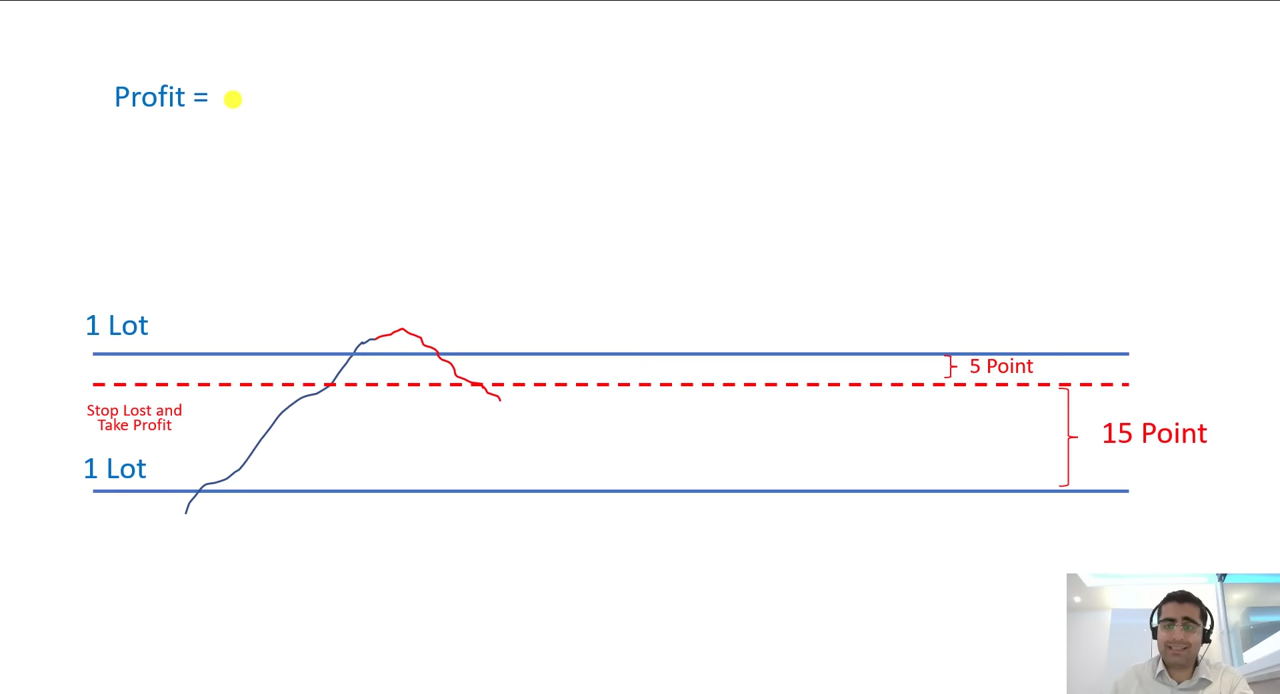 Profit =
1 Lot
5 Point
Stop Lost and
Take Profit
15 Point
1 Lot